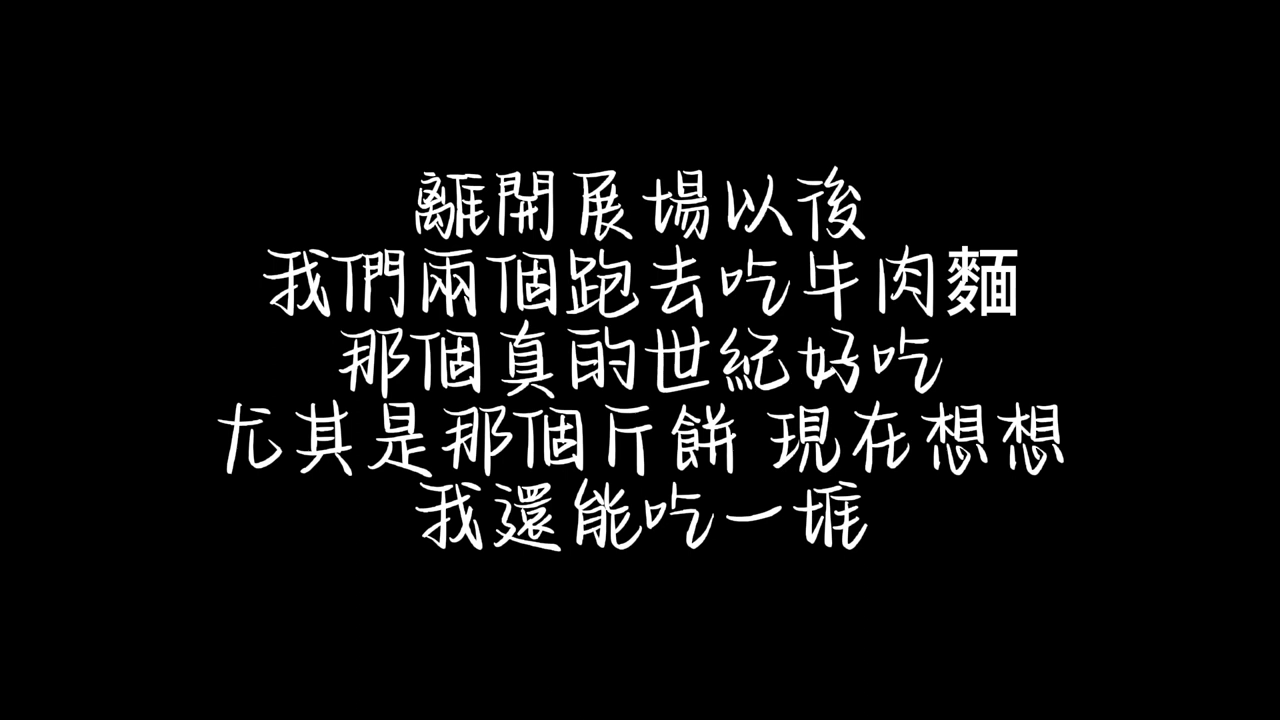 離開展場以後
我們兩個跑去吃牛肉麵
那個真的世紀好吃
尤其是那個斤餅 現在想想
我還能吃一堆